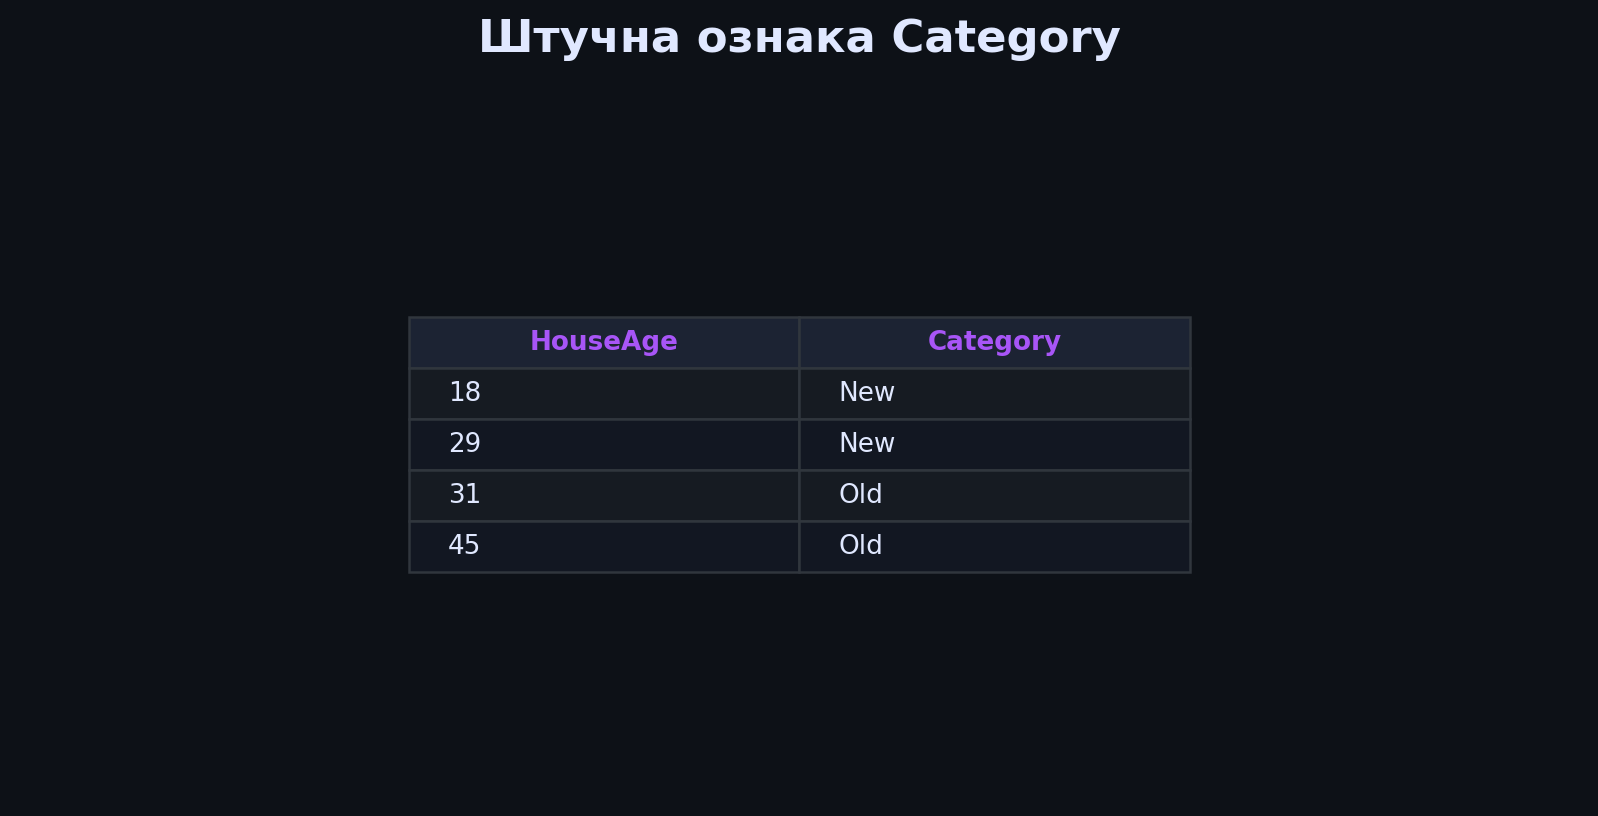 Штучна ознака Category
HouseAge Category
18 New
29 New
31 Old
45 Old